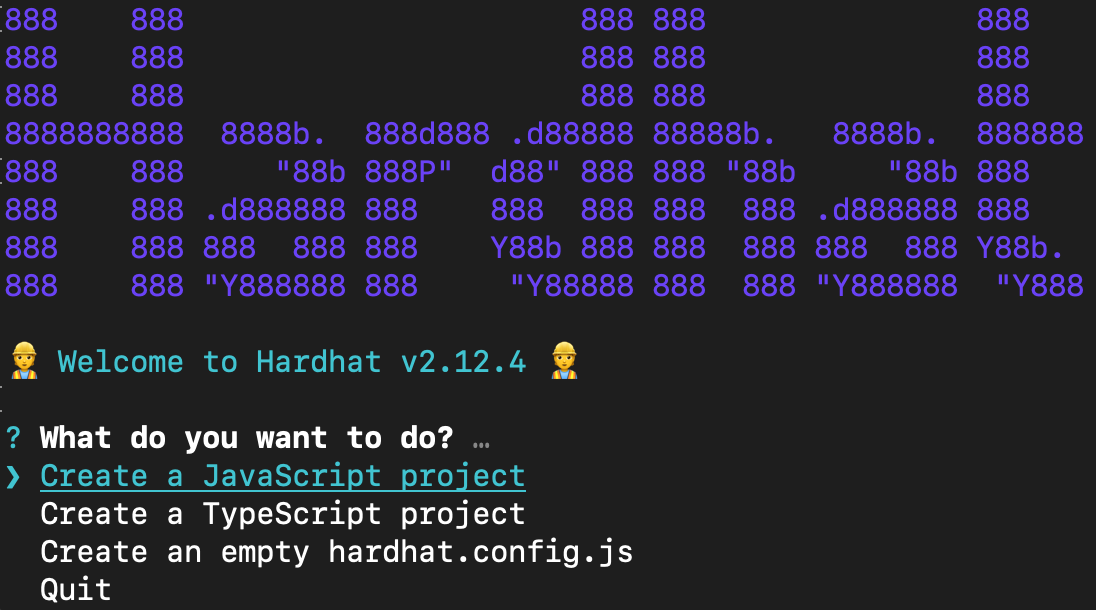 888    888                      888 888               888
888    888                      888 888               888
888    888                      888 888               888
8888888888  8888b.  888d888 .d88888 88888b.   8888b.  888888
888    888     "88b 888P"  d88" 888 888 "88b     "88b 888
888    888 .d888888 888    888  888 888  888 .d888888 888
888    888 888  888 888    Y88b 888 888  888 888  888 Y88b.
888    888 "Y888888 888     "Y88888 888  888 "Y888888  "Y888
👷 Welcome to Hardhat v2.12.4 👷
? What do you want to do? …
❯ Create a JavaScript project
Create a TypeScript project
Create an empty hardhat.config.js
Quit